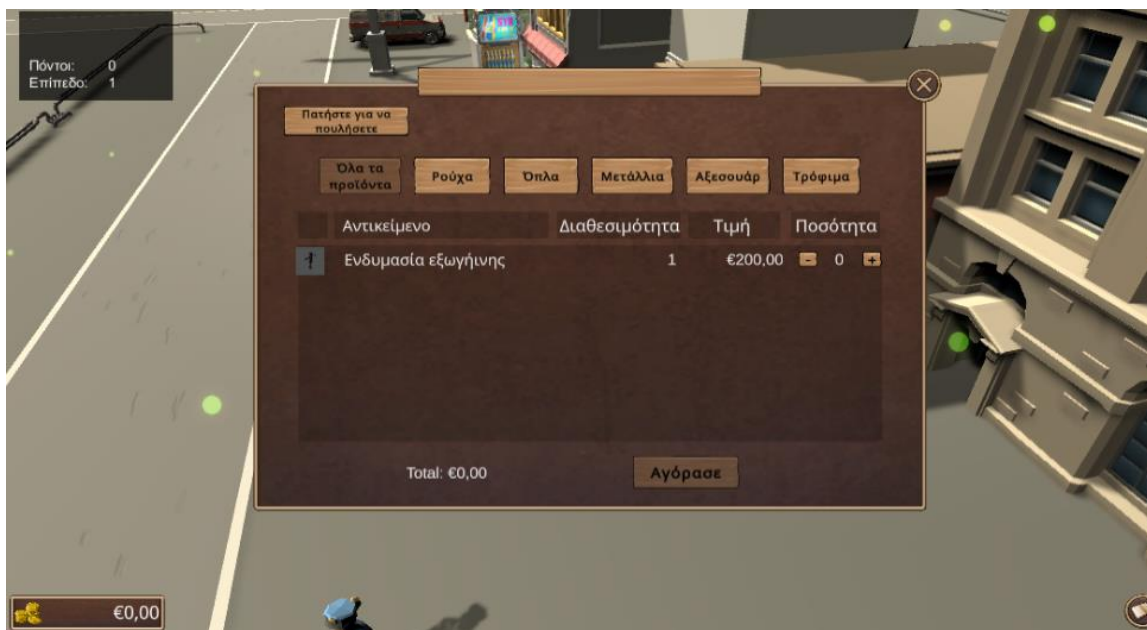 Πόντοι: 0
Επίπεδο: 1
Πατήστε για να
πουλήσετε
Όλα τα
προϊόντα
Ρούχα
Όπλα
Μετάλλια
Αξεσουάρ
Τρόφιμα
Αντικείμενο Διαθεσιμότητα Τιμή Ποσότητα
Ενδυμασία εξωγήινης 1 €200,00 - 0 +
Total: €0,00
Αγόρασε
€0,00